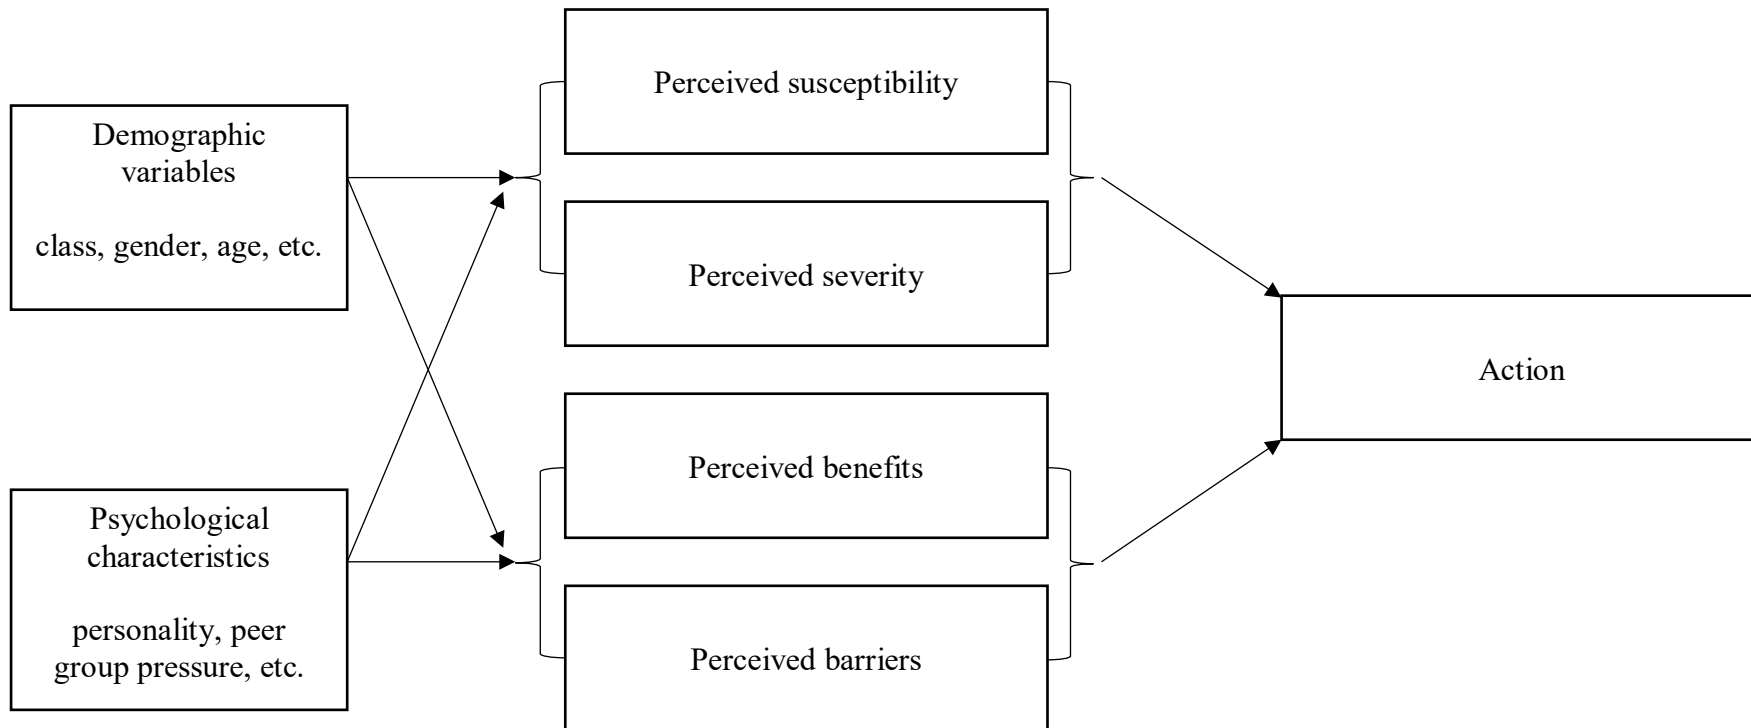 Demographic
variables
class, gender, age, etc.
Psychological
characteristics
personality, peer
group pressure, etc.
Perceived susceptibility
Perceived severity
Perceived benefits
Perceived barriers
Action